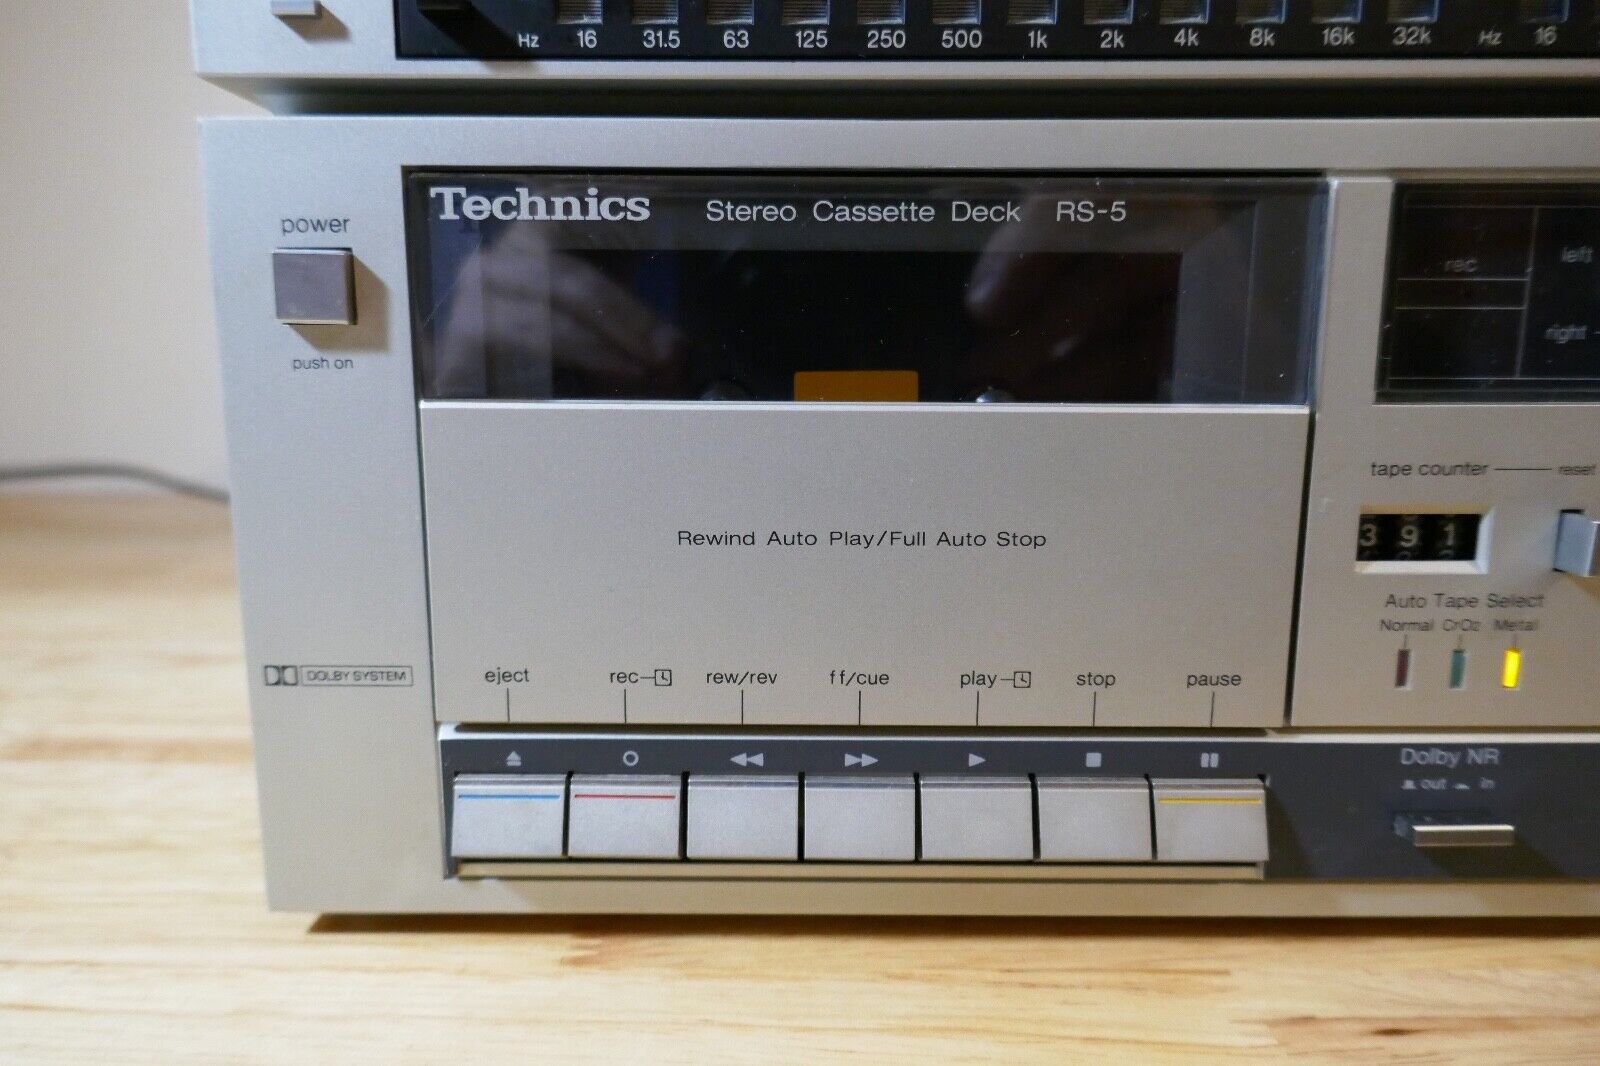 Hz 16 31.5 63 125 250 500 1k 2k 4k 8k 16k 32k Hz 16
Technics Stereo Cassette Deck RS-5
power
push on
rec
left
right
Rewind Auto Play/Full Auto Stop
tape counter reset
391
Auto Tape Select
Normal CrO2 Metal
DOLBY SYSTEM
eject rec rew/rev ff/cue play stop pause
Dolby NR
out in